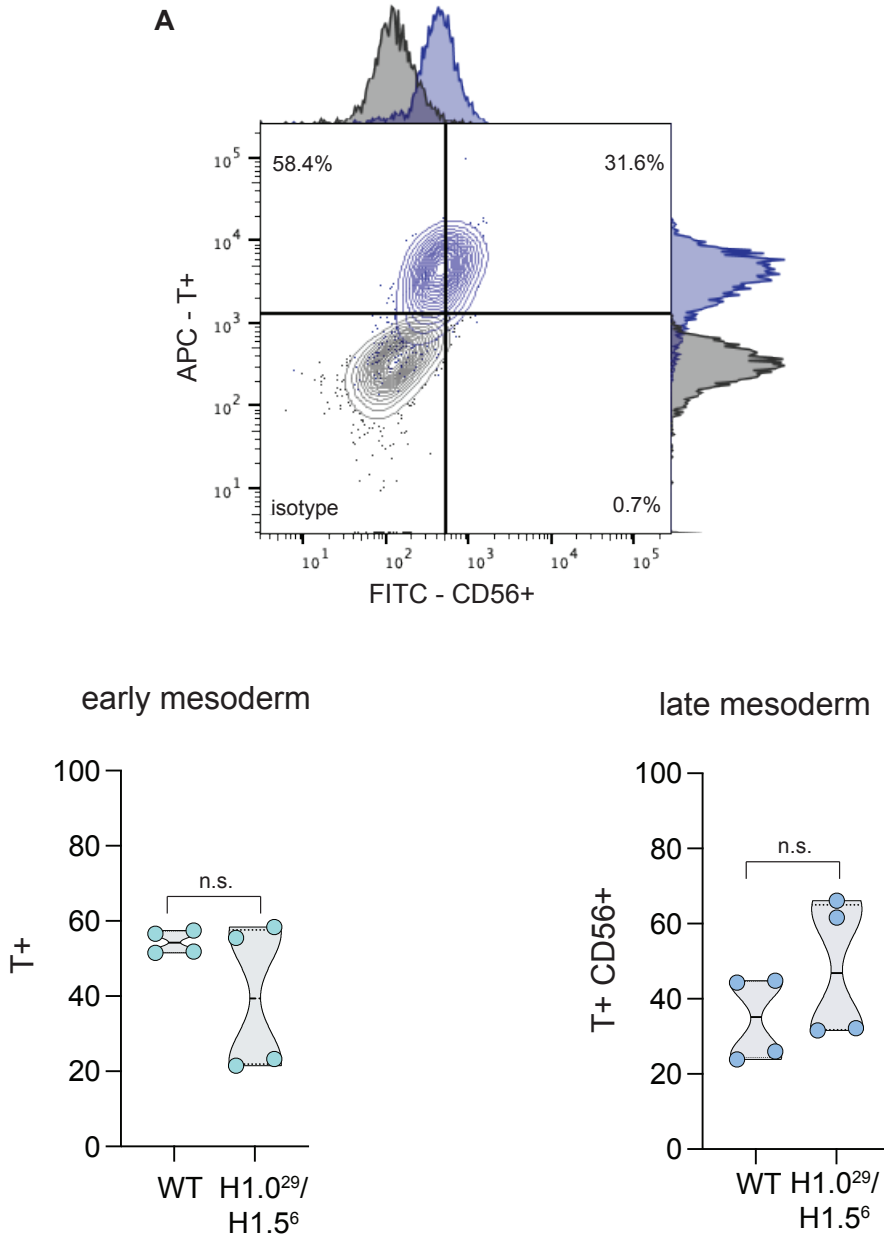 A
58.4%
31.6%
10⁵
10⁴
10³
10²
10¹
APC - T+
isotype
0.7%
10¹ 10² 10³ 10⁴ 10⁵
FITC - CD56+
early mesoderm
100
80
60
40
20
0
T+
n.s.
WT H1.0²⁹/
H1.5⁶
late mesoderm
100
80
60
40
20
0
T+ CD56+
n.s.
WT H1.0²⁹/
H1.5⁶